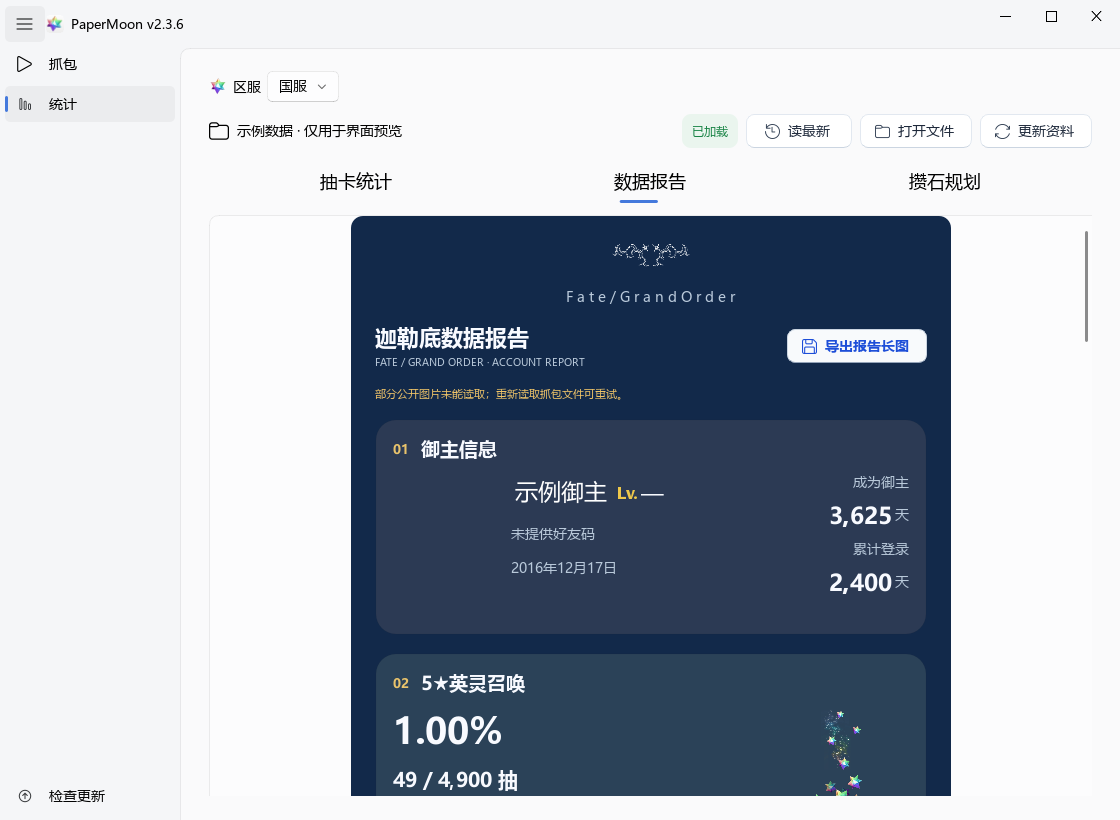 PaperMoon v2.3.6
抓包
统计
检查更新
区服 国服
示例数据 · 仅用于界面预览
已加载 读最新 打开文件 更新资料
抽卡统计 数据报告 攒石规划
Fate/GrandOrder
迦勒底数据报告
FATE / GRAND ORDER · ACCOUNT REPORT
导出报告长图
部分公开图片未能读取；重新读取抓包文件可重试。
01 御主信息
示例御主 Lv. —
未提供好友码
2016年12月17日
成为御主
3,625 天
累计登录
2,400 天
02 5★英灵召唤
1.00%
49 / 4,900 抽